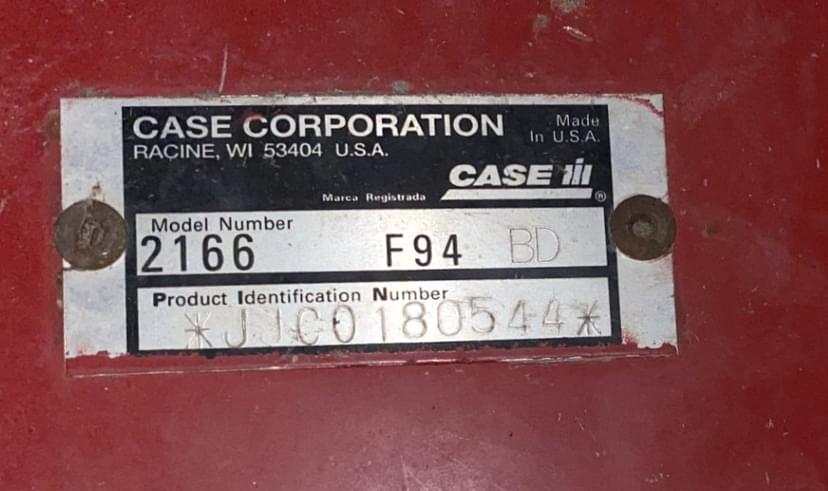 CASE CORPORATION
Made
In U.S.A.
RACINE, WI 53404 U.S.A.
CASE IH
Marca Registrada ®
Model Number
2166 F94 BD
Product Identification Number
*JJC0180544*